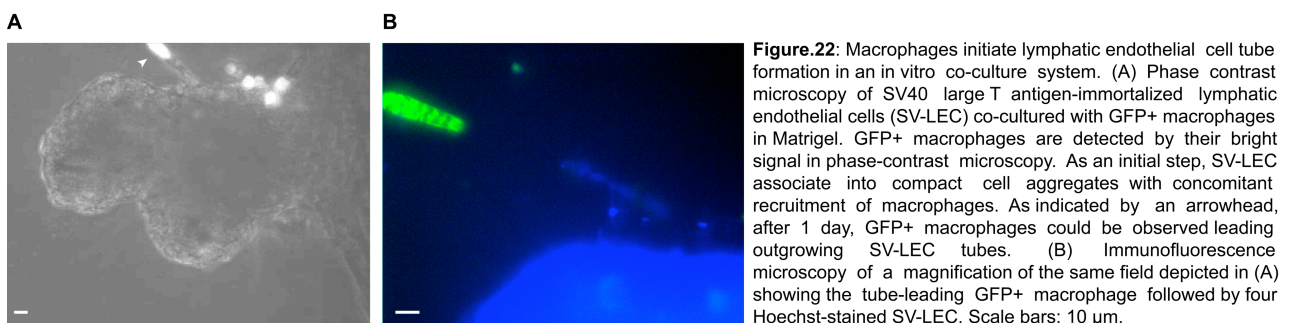 A
B
Figure.22: Macrophages initiate lymphatic endothelial cell tube
formation in an in vitro co-culture system. (A) Phase contrast
microscopy of SV40 large T antigen-immortalized lymphatic
endothelial cells (SV-LEC) co-cultured with GFP+ macrophages
in Matrigel. GFP+ macrophages are detected by their bright
signal in phase-contrast microscopy. As an initial step, SV-LEC
associate into compact cell aggregates with concomitant
recruitment of macrophages. As indicated by an arrowhead,
after 1 day, GFP+ macrophages could be observed leading
outgrowing SV-LEC tubes. (B) Immunofluorescence
microscopy of a magnification of the same field depicted in (A)
showing the tube-leading GFP+ macrophage followed by four
Hoechst-stained SV-LEC. Scale bars: 10 µm.